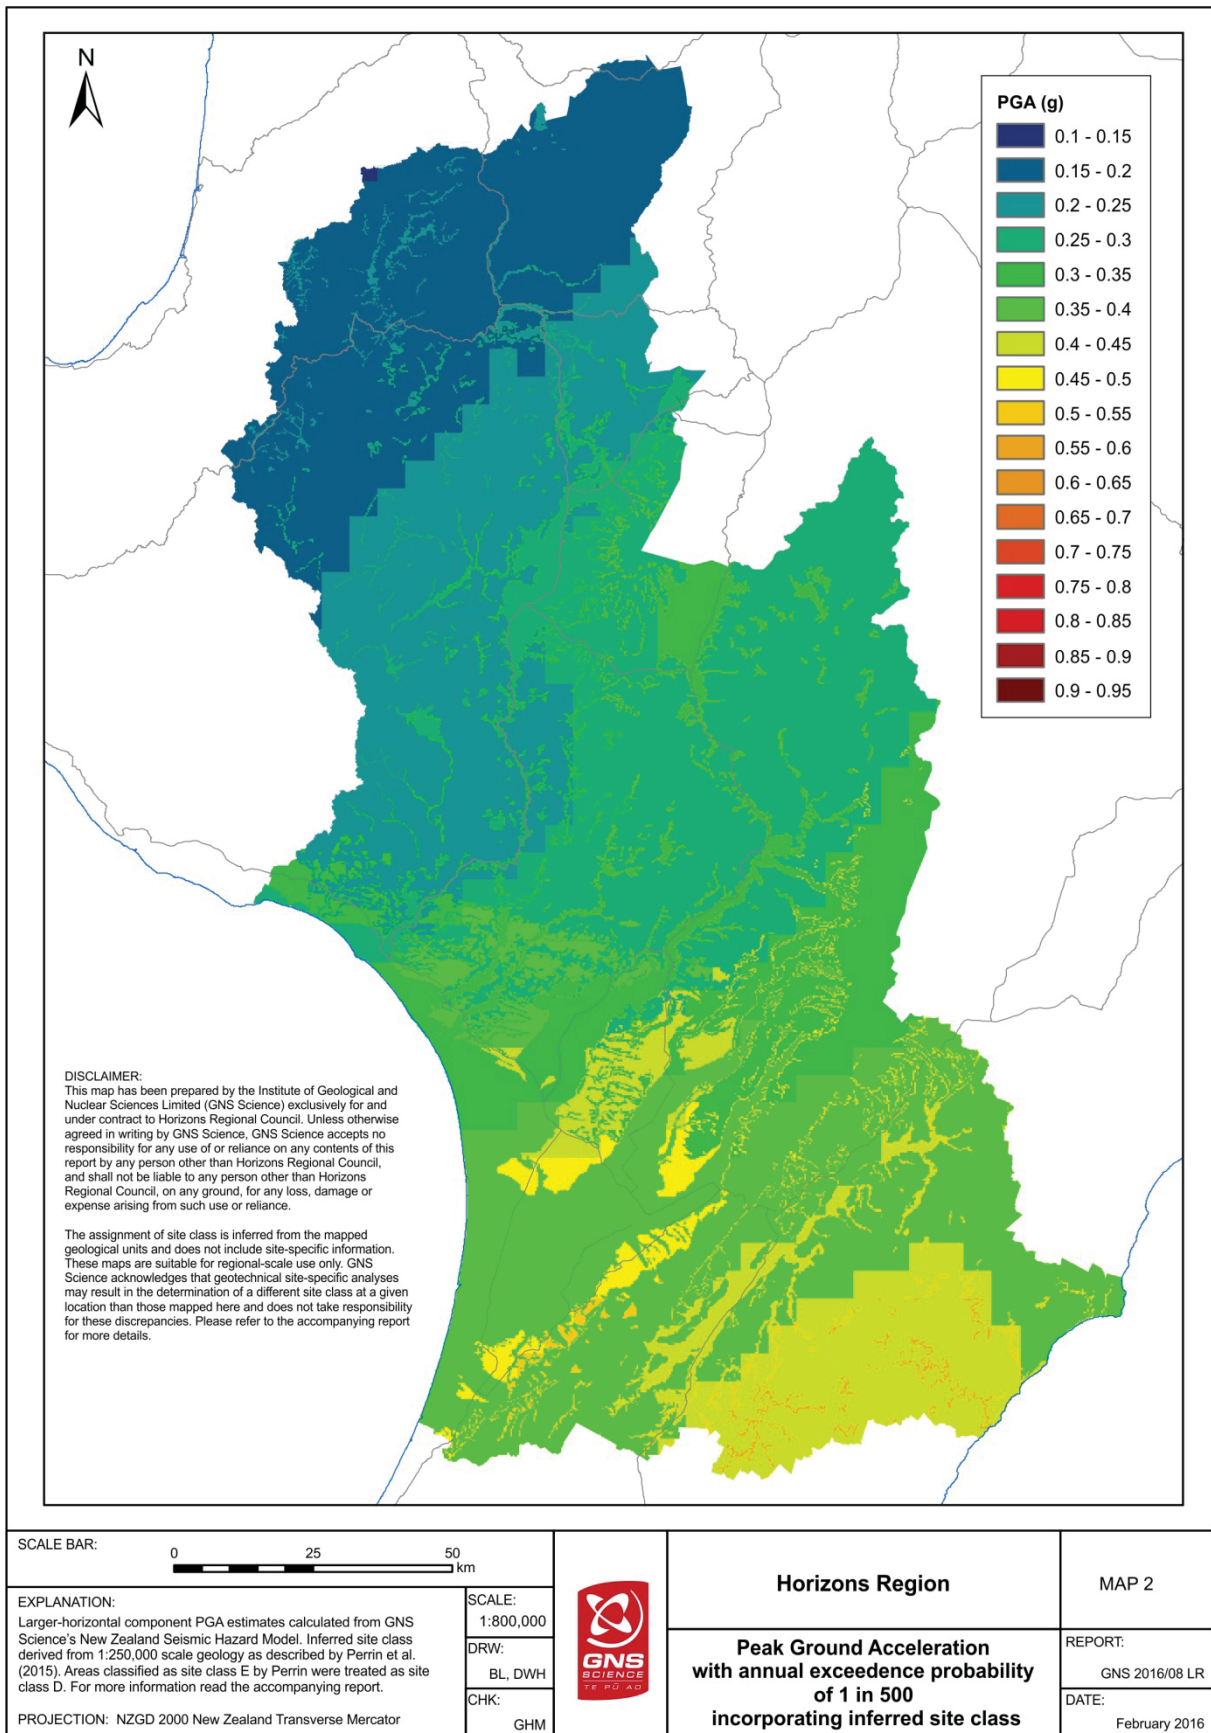 N
PGA (g)
0.1 - 0.15
0.15 - 0.2
0.2 - 0.25
0.25 - 0.3
0.3 - 0.35
0.35 - 0.4
0.4 - 0.45
0.45 - 0.5
0.5 - 0.55
0.55 - 0.6
0.6 - 0.65
0.65 - 0.7
0.7 - 0.75
0.75 - 0.8
0.8 - 0.85
0.85 - 0.9
0.9 - 0.95
DISCLAIMER:
This map has been prepared by the Institute of Geological and
Nuclear Sciences Limited (GNS Science) exclusively for and
under contract to Horizons Regional Council. Unless otherwise
agreed in writing by GNS Science, GNS Science accepts no
responsibility for any use of or reliance on any contents of this
report by any person other than Horizons Regional Council,
and shall not be liable to any person other than Horizons
Regional Council, on any ground, for any loss, damage or
expense arising from such use or reliance.
The assignment of site class is inferred from the mapped
geological units and does not include site-specific information.
These maps are suitable for regional-scale use only. GNS
Science acknowledges that geotechnical site-specific analyses
may result in the determination of a different site class at a given
location than those mapped here and does not take responsibility
for these discrepancies. Please refer to the accompanying report
for more details.
SCALE BAR:
0 25 50
km
EXPLANATION:
Larger-horizontal component PGA estimates calculated from GNS
Science's New Zealand Seismic Hazard Model. Inferred site class
derived from 1:250,000 scale geology as described by Perrin et al.
(2015). Areas classified as site class E by Perrin were treated as site
class D. For more information read the accompanying report.
PROJECTION: NZGD 2000 New Zealand Transverse Mercator
SCALE:
1:800,000
DRW:
BL, DWH
CHK:
GHM
GNS
SCIENCE
TE PŪ AO
Horizons Region
Peak Ground Acceleration
with annual exceedence probability
of 1 in 500
incorporating inferred site class
MAP 2
REPORT:
GNS 2016/08 LR
DATE:
February 2016